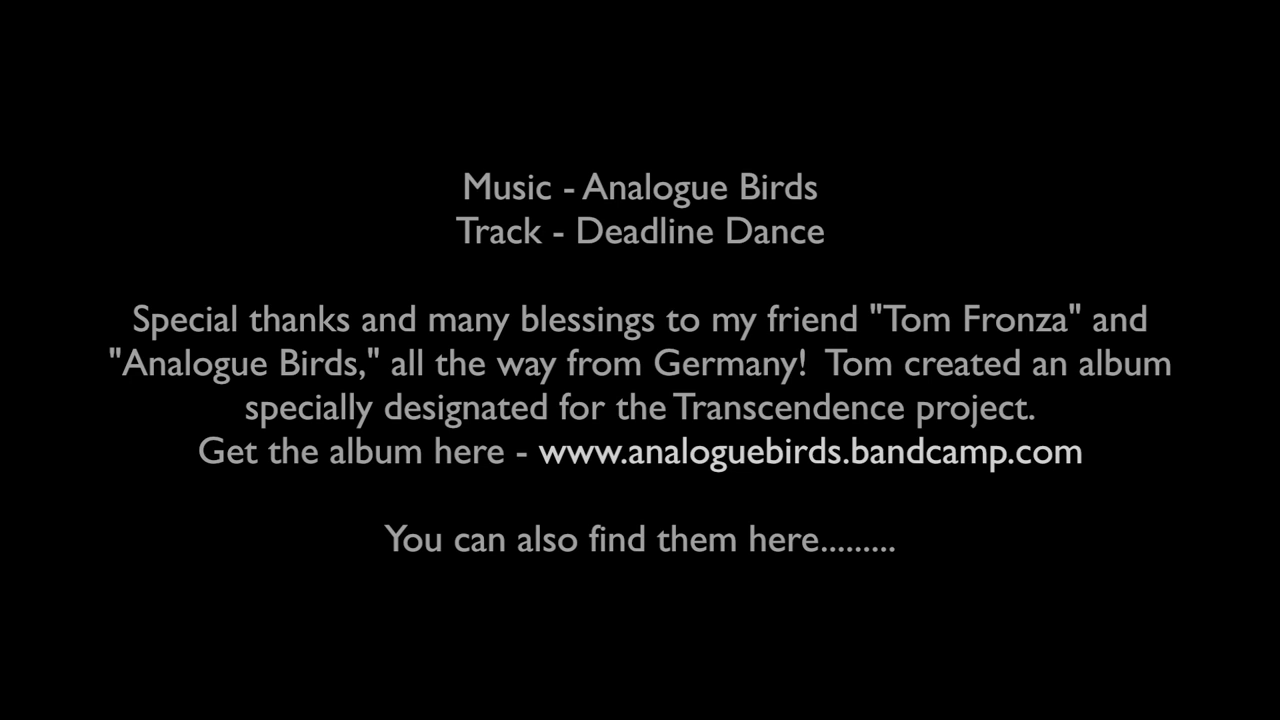 Music - Analogue Birds
Track - Deadline Dance
Special thanks and many blessings to my friend "Tom Fronza" and
"Analogue Birds," all the way from Germany!  Tom created an album
specially designated for the Transcendence project.
Get the album here - www.analoguebirds.bandcamp.com
You can also find them here.........